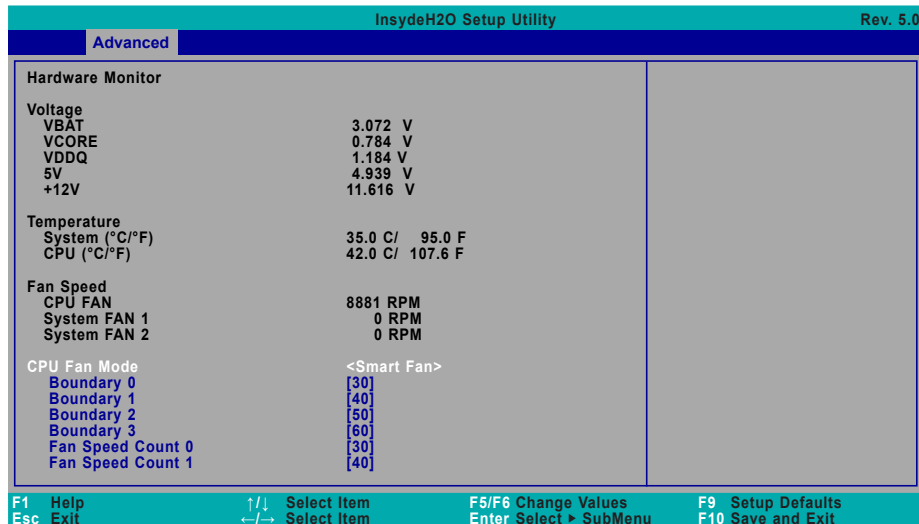 InsydeH2O Setup Utility Rev. 5.0
Advanced
Hardware Monitor
Voltage
VBAT 3.072 V
VCORE 0.784 V
VDDQ 1.184 V
5V 4.939 V
+12V 11.616 V
Temperature
System (°C/°F) 35.0 C/ 95.0 F
CPU (°C/°F) 42.0 C/ 107.6 F
Fan Speed
CPU FAN 8881 RPM
System FAN 1 0 RPM
System FAN 2 0 RPM
CPU Fan Mode <Smart Fan>
Boundary 0 [30]
Boundary 1 [40]
Boundary 2 [50]
Boundary 3 [60]
Fan Speed Count 0 [30]
Fan Speed Count 1 [40]
F1 Help ↑/↓ Select Item F5/F6 Change Values F9 Setup Defaults
Esc Exit ←/→ Select Item Enter Select ▶ SubMenu F10 Save and Exit